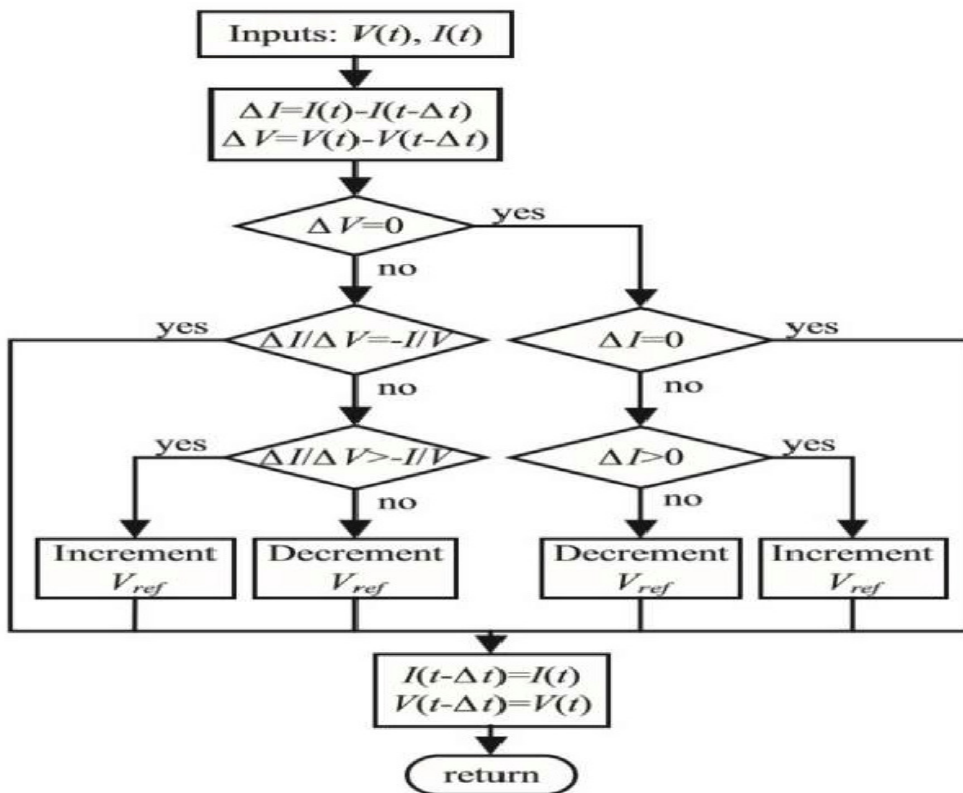 Inputs: V(t), I(t)
ΔI=I(t)-I(t-Δt)
ΔV=V(t)-V(t-Δt)
ΔV=0
yes
no
yes
ΔI/ΔV=-I/V
ΔI=0
yes
no
no
yes
ΔI/ΔV>-I/V
ΔI>0
yes
no
no
Increment
Vref
Decrement
Vref
Decrement
Vref
Increment
Vref
I(t-Δt)=I(t)
V(t-Δt)=V(t)
return